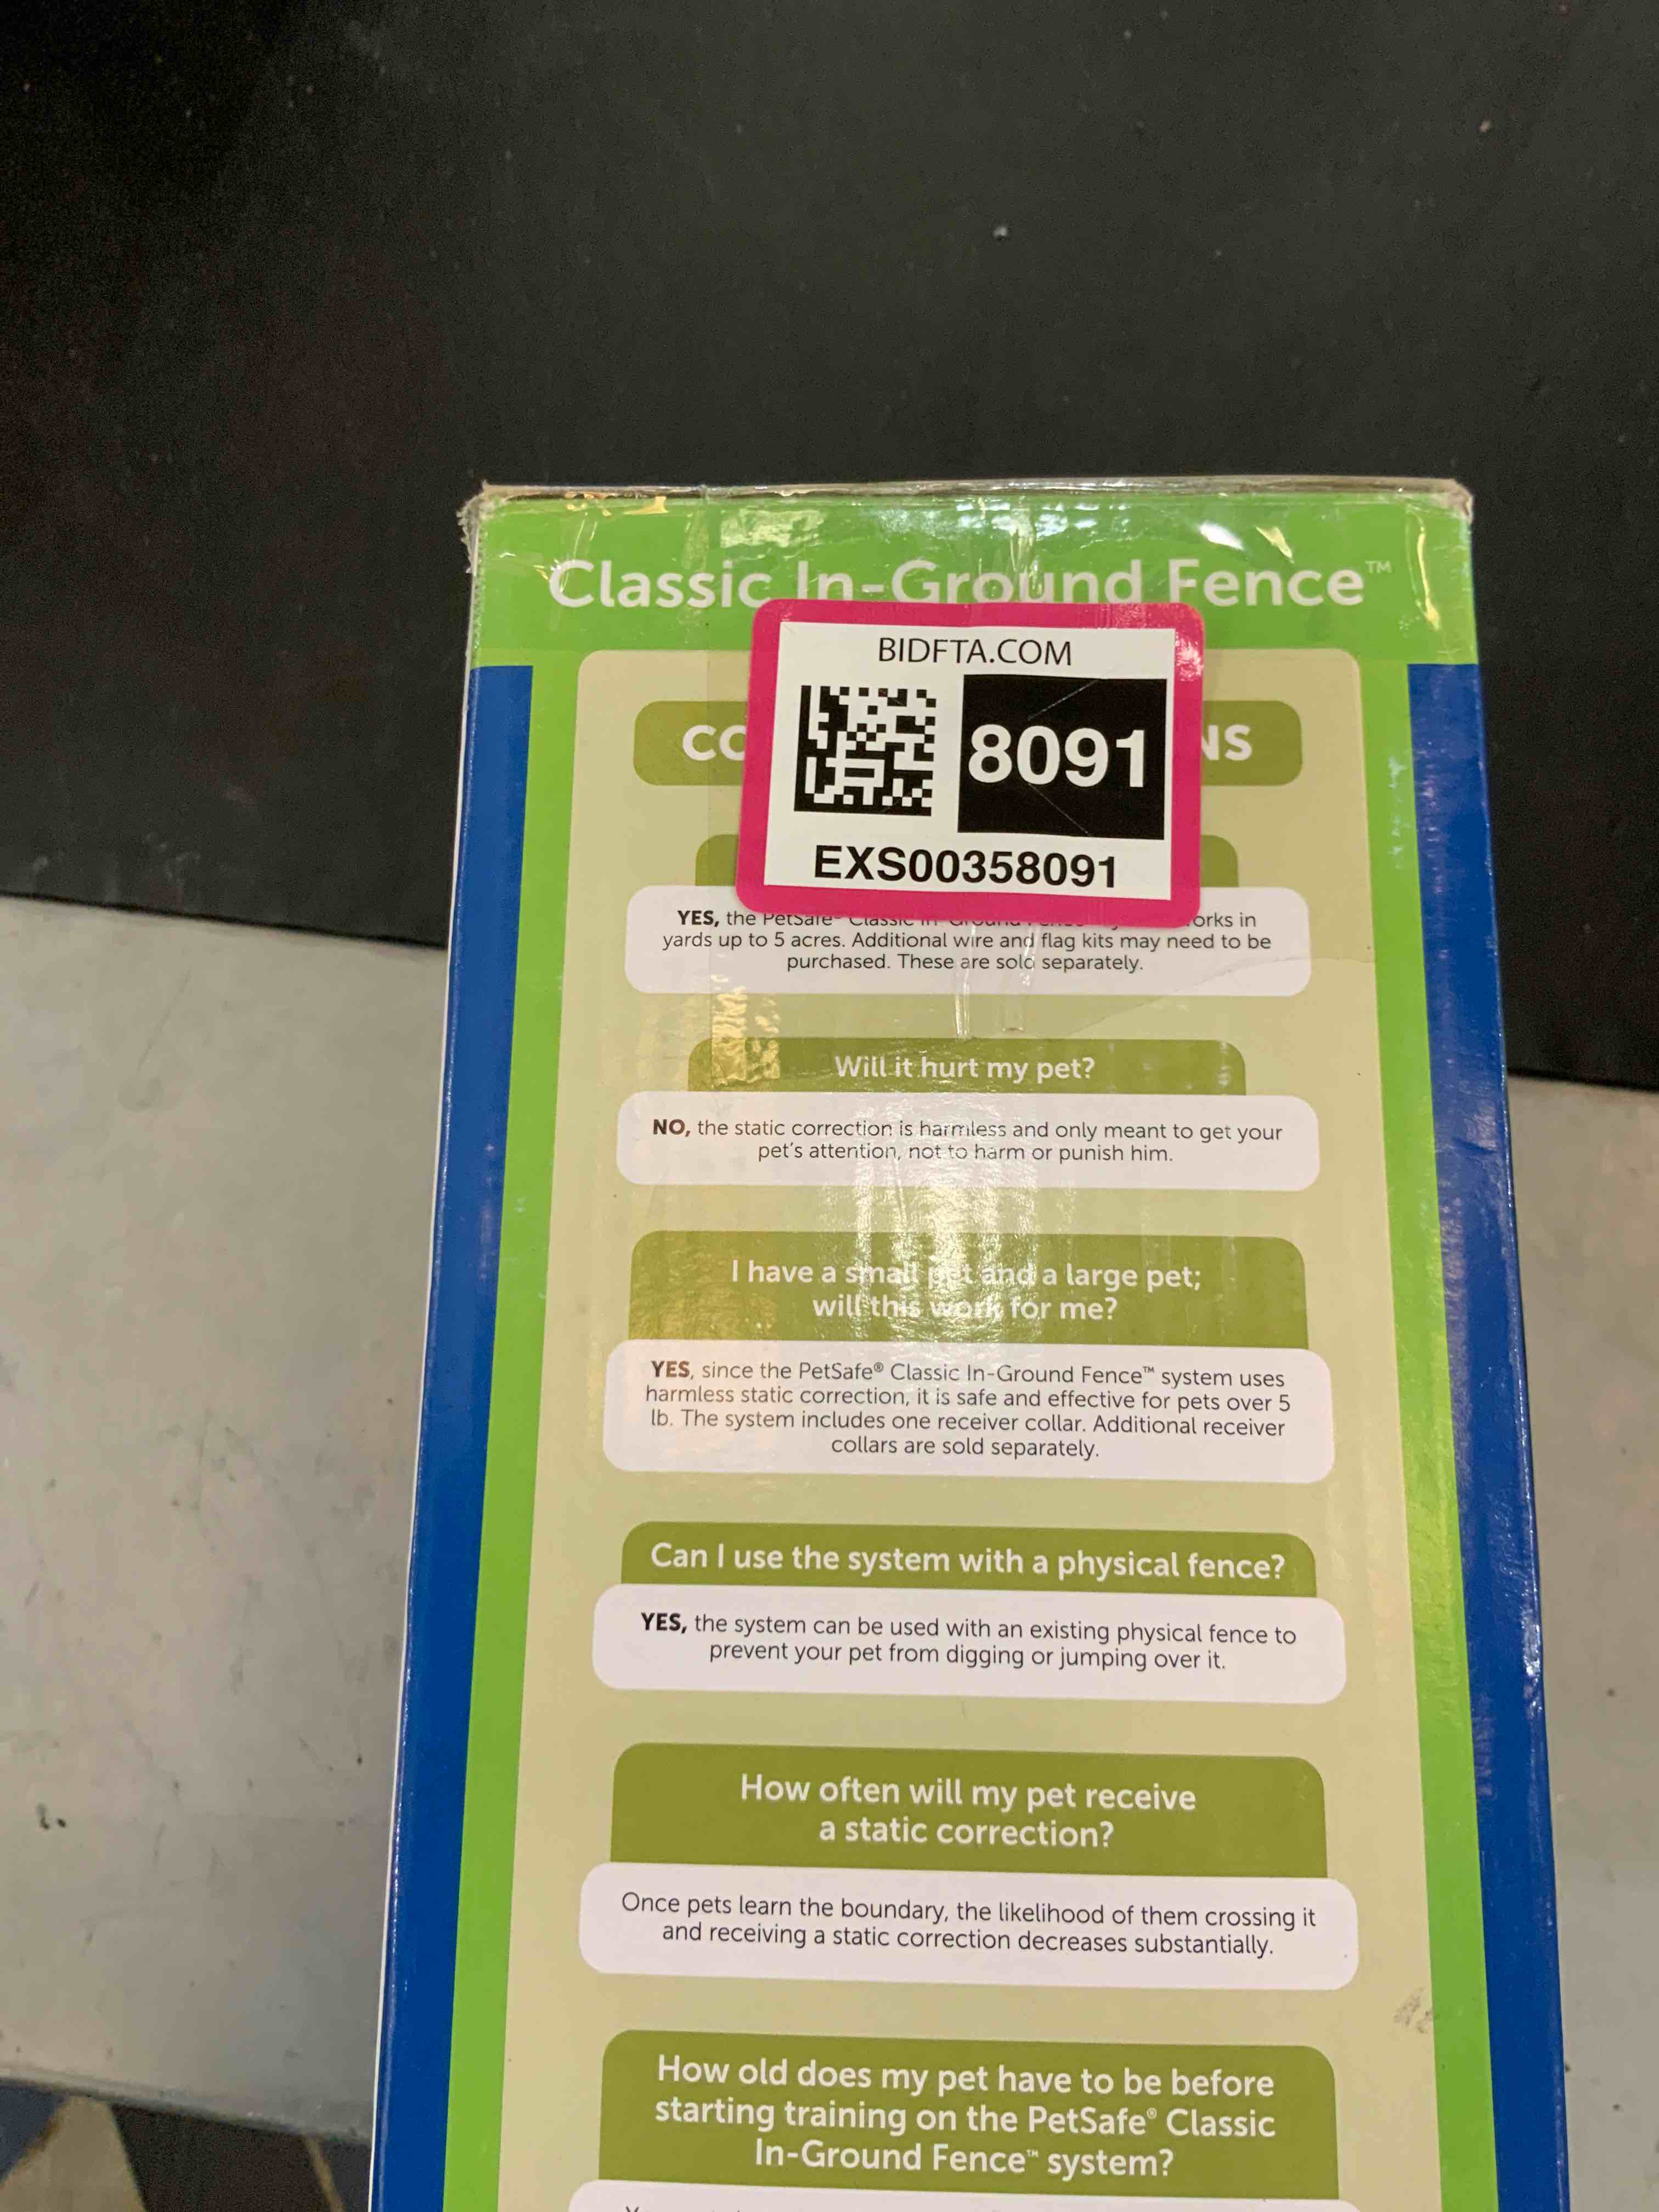 Classic In-Ground Fence™
BIDFTA.COM
8091
EXS00358091
YES, the PetSafe® Classic In-Ground
yards up to 5 acres. Additional wire and flag kits may need to be
purchased. These are sold separately.
Will it hurt my pet?
NO, the static correction is harmless and only meant to get your
pet's attention, not to harm or punish him.
I have a small pet and a large pet;
will this work for me?
YES, since the PetSafe® Classic In-Ground Fence™ system uses
harmless static correction, it is safe and effective for pets over 5
lb. The system includes one receiver collar. Additional receiver
collars are sold separately.
Can I use the system with a physical fence?
YES, the system can be used with an existing physical fence to
prevent your pet from digging or jumping over it.
How often will my pet receive
a static correction?
Once pets learn the boundary, the likelihood of them crossing it
and receiving a static correction decreases substantially.
How old does my pet have to be before
starting training on the PetSafe® Classic
In-Ground Fence™ system?